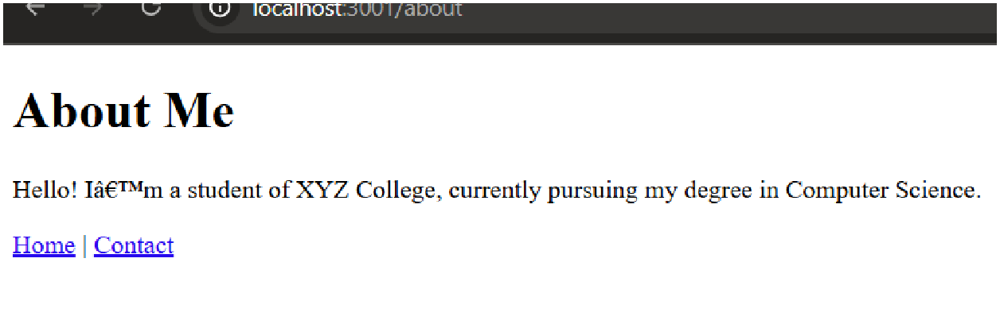 localhost:3001/about
About Me
Hello! Iâ€™m a student of XYZ College, currently pursuing my degree in Computer Science.
Home | Contact